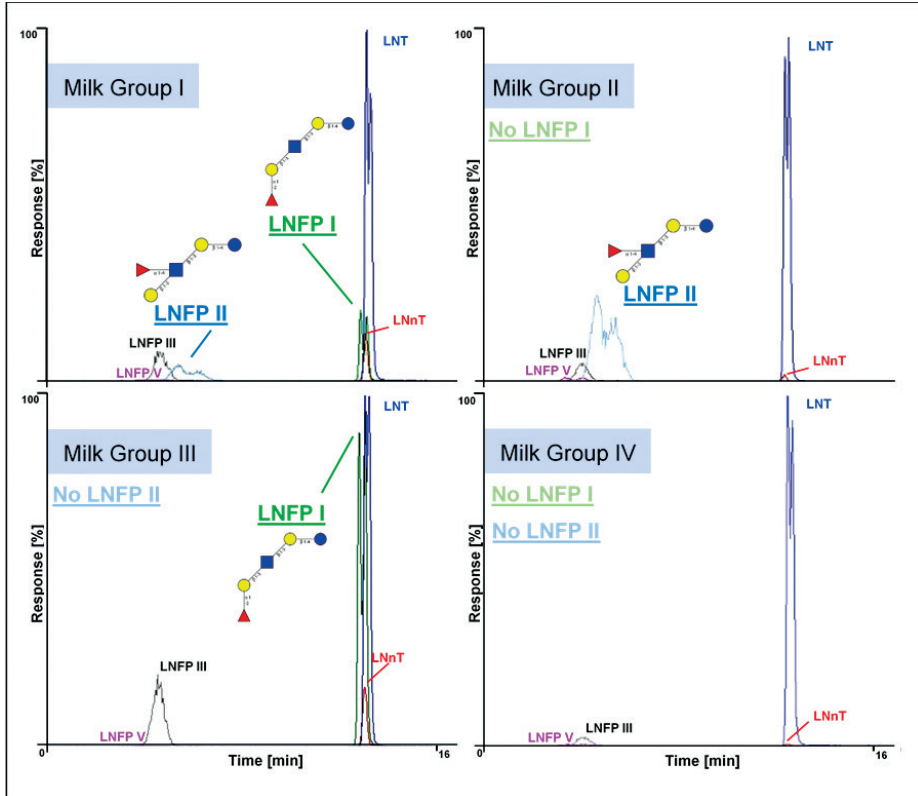 100
LNT
Milk Group I
LNFP I
LNFP II
LNnT
LNFP III
LNFP V
Response [%]
100
LNT
Milk Group II
No LNFP I
LNFP II
LNFP III
LNFP V
LNnT
Response [%]
100
LNT
Milk Group III
No LNFP II
LNFP I
LNFP III
LNnT
LNFP V
Response [%]
Time [min]
16
100
LNT
Milk Group IV
No LNFP I
No LNFP II
LNFP III
LNFP V
LNnT
Response [%]
Time [min]
16